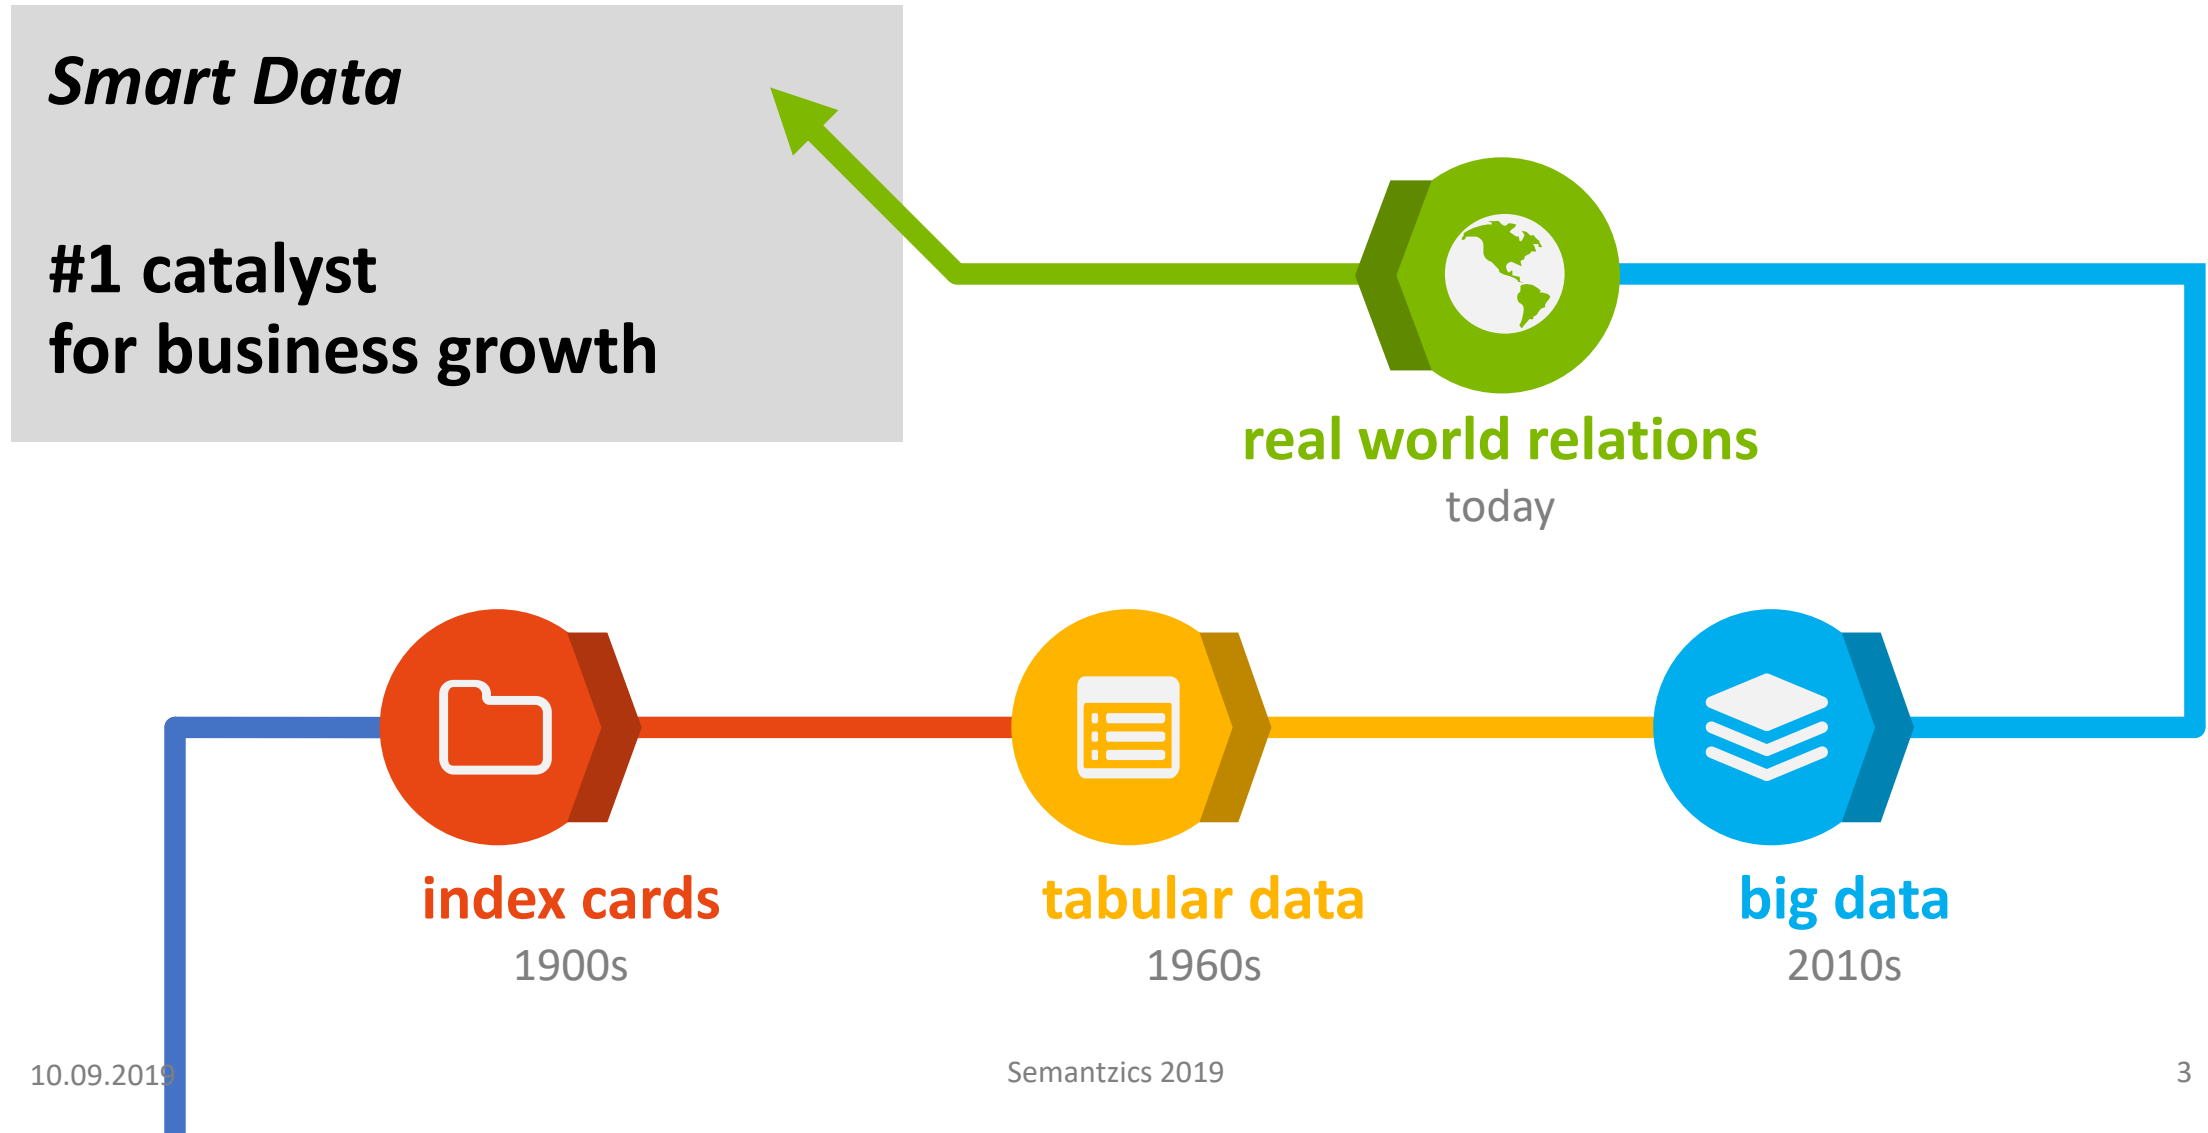 Smart Data
#1 catalyst
for business growth
real world relations
today
index cards
1900s
tabular data
1960s
big data
2010s
10.09.2019
Semantzics 2019
3